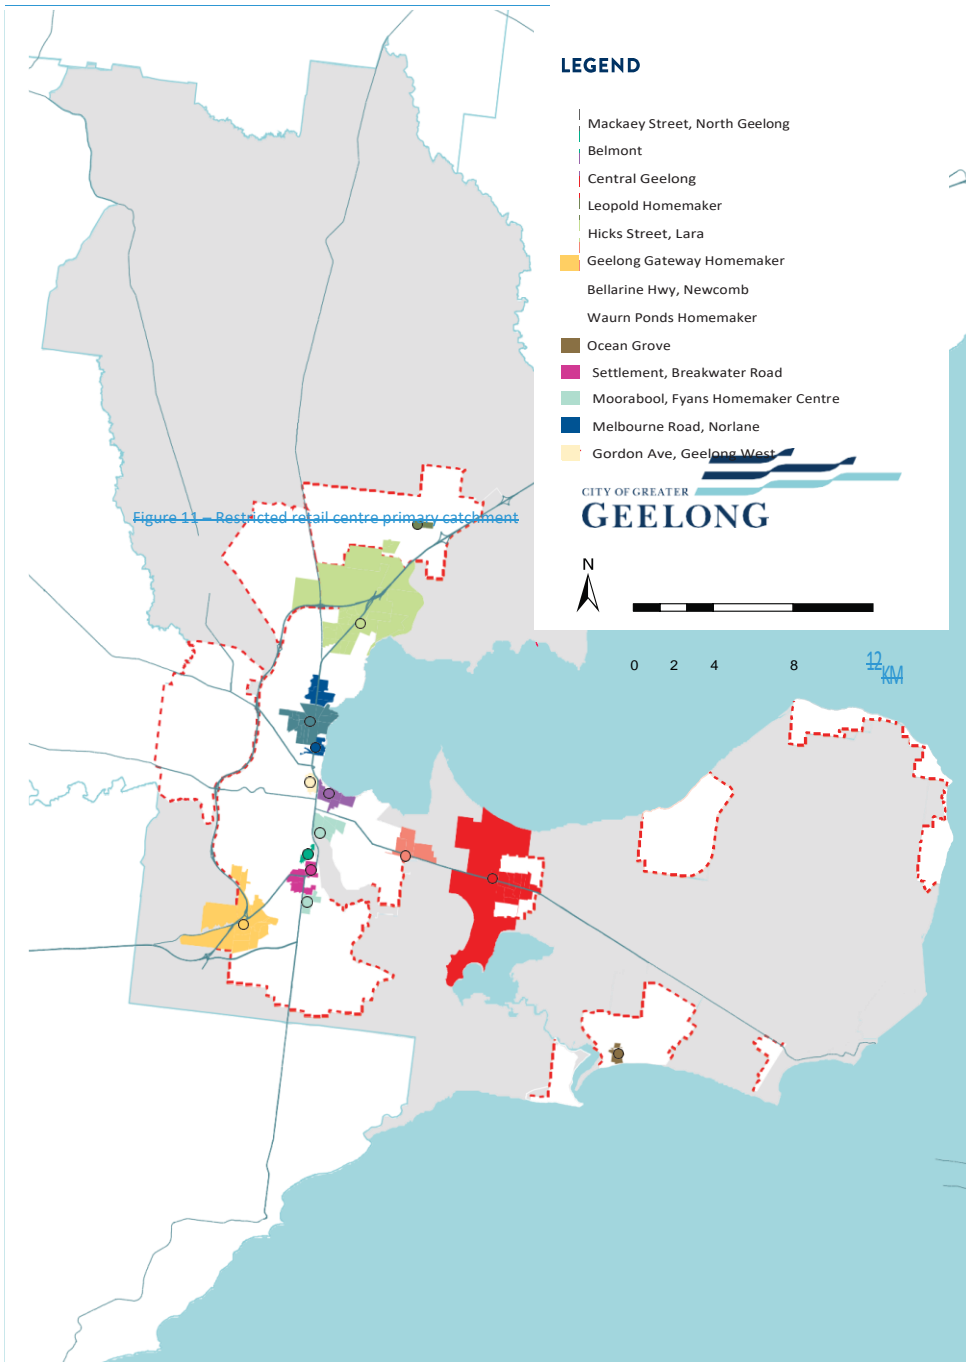 LEGEND
Mackaey Street, North Geelong
Belmont
Central Geelong
Leopold Homemaker
Hicks Street, Lara
Geelong Gateway Homemaker
Bellarine Hwy, Newcomb
Waurn Ponds Homemaker
Ocean Grove
Settlement, Breakwater Road
Moorabool, Fyans Homemaker Centre
Melbourne Road, Norlane
Gordon Ave, Geelong West
CITY OF GREATER
GEELONG
Figure 11 – Restricted retail centre primary catchment
N
0 2 4 8 12
KM